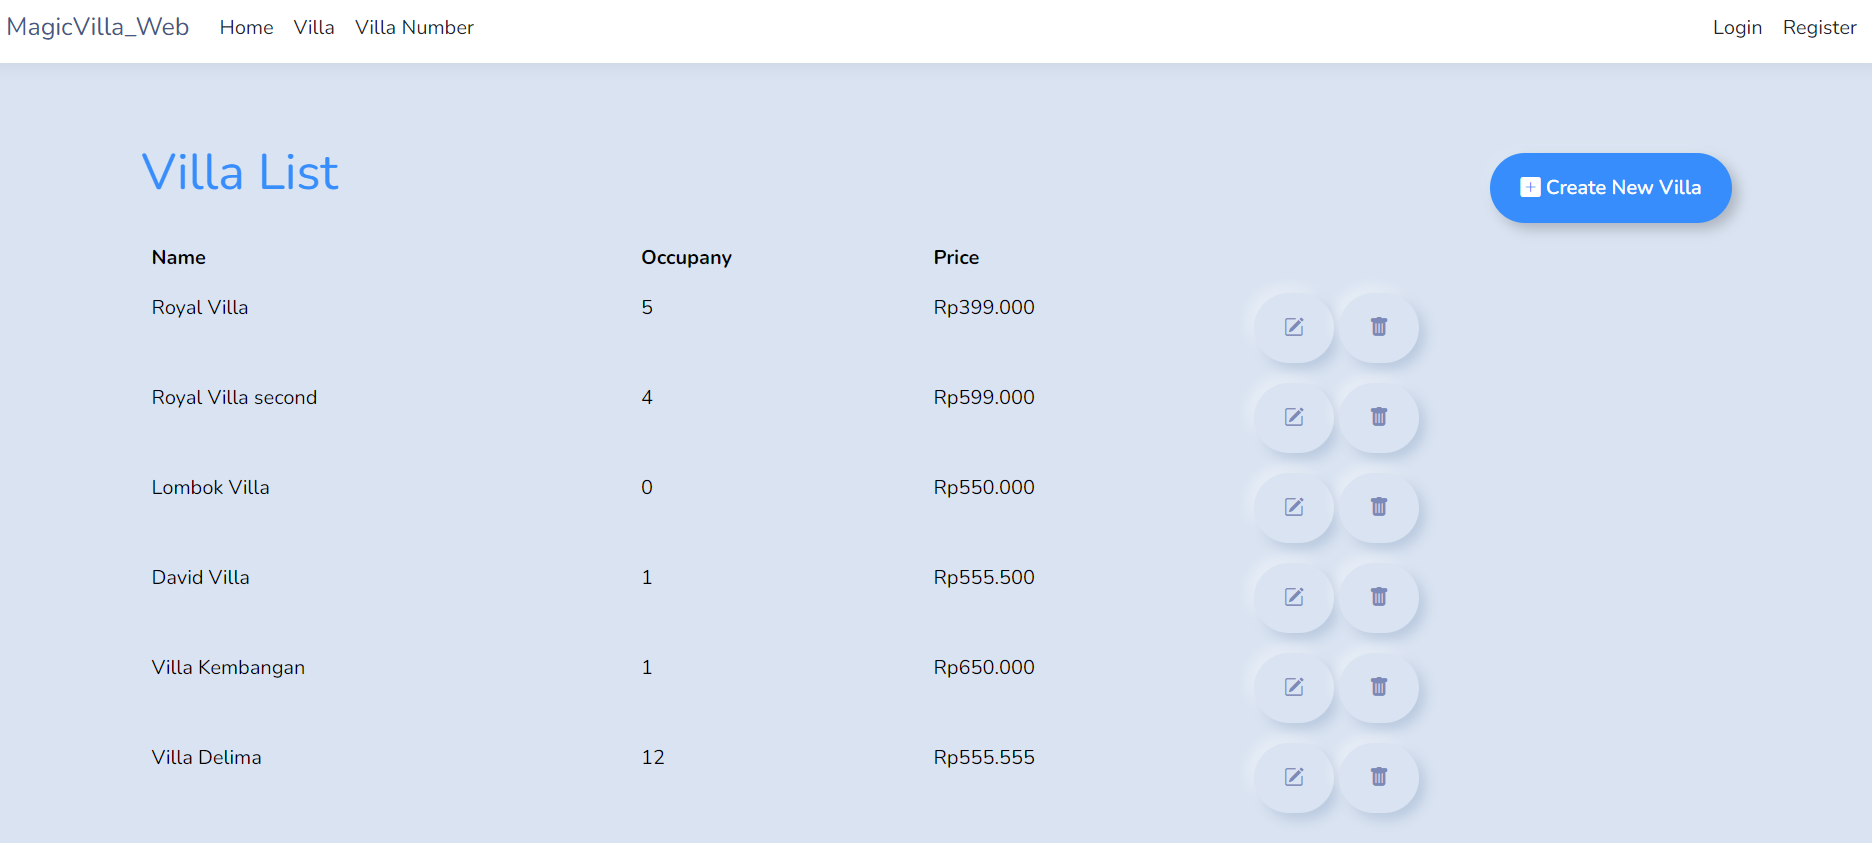 MagicVilla_Web Home Villa Villa Number Login Register
Villa List
Create New Villa
Name Occupany Price
Royal Villa 5 Rp399.000
Royal Villa second 4 Rp599.000
Lombok Villa 0 Rp550.000
David Villa 1 Rp555.500
Villa Kembangan 1 Rp650.000
Villa Delima 12 Rp555.555